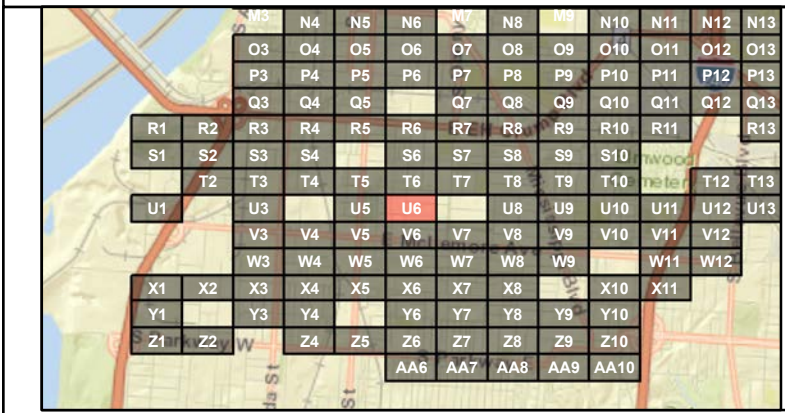 M3 N4 N5 N6 M7 N8 M9 N10 N11 N12 N13
O3 O4 O5 O6 O7 O8 O9 O10 O11 O12 O13
P3 P4 P5 P6 P7 P8 P9 P10 P11 P12 P13
Q3 Q4 Q5 Q7 Q8 Q9 Q10 Q11 Q12 Q13
R1 R2 R3 R4 R5 R6 R7 R8 R9 R10 R11 R13
S1 S2 S3 S4 S6 S7 S8 S9 S10
T2 T3 T4 T5 T6 T7 T8 T9 T10 T12 T13
U1 U3 U5 U6 U8 U9 U10 U11 U12 U13
V3 V4 V5 V6 V7 V8 V9 V10 V11 V12
E McLemore Ave
W3 W4 W5 W6 W7 W8 W9 W11 W12
X1 X2 X3 X4 X5 X6 X7 X8 X10 X11
Y1 Y3 Y4 Y6 Y7 Y8 Y9 Y10
Z1 Z2 Z4 Z5 Z6 Z7 Z8 Z9 Z10
S Parkway W
AA6 AA7 AA8 AA9 AA10
St